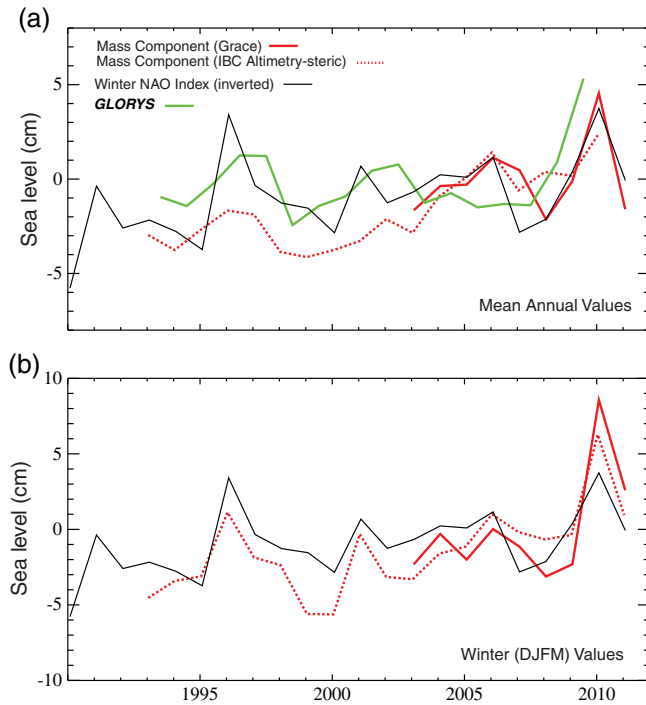 (a)
Mass Component (Grace)
Mass Component (IBC Altimetry-steric)
Winter NAO Index (inverted)
GLORYS
5
0
-5
Sea level (cm)
Mean Annual Values
(b)
10
5
0
-5
-10
Sea level (cm)
Winter (DJFM) Values
1995 2000 2005 2010